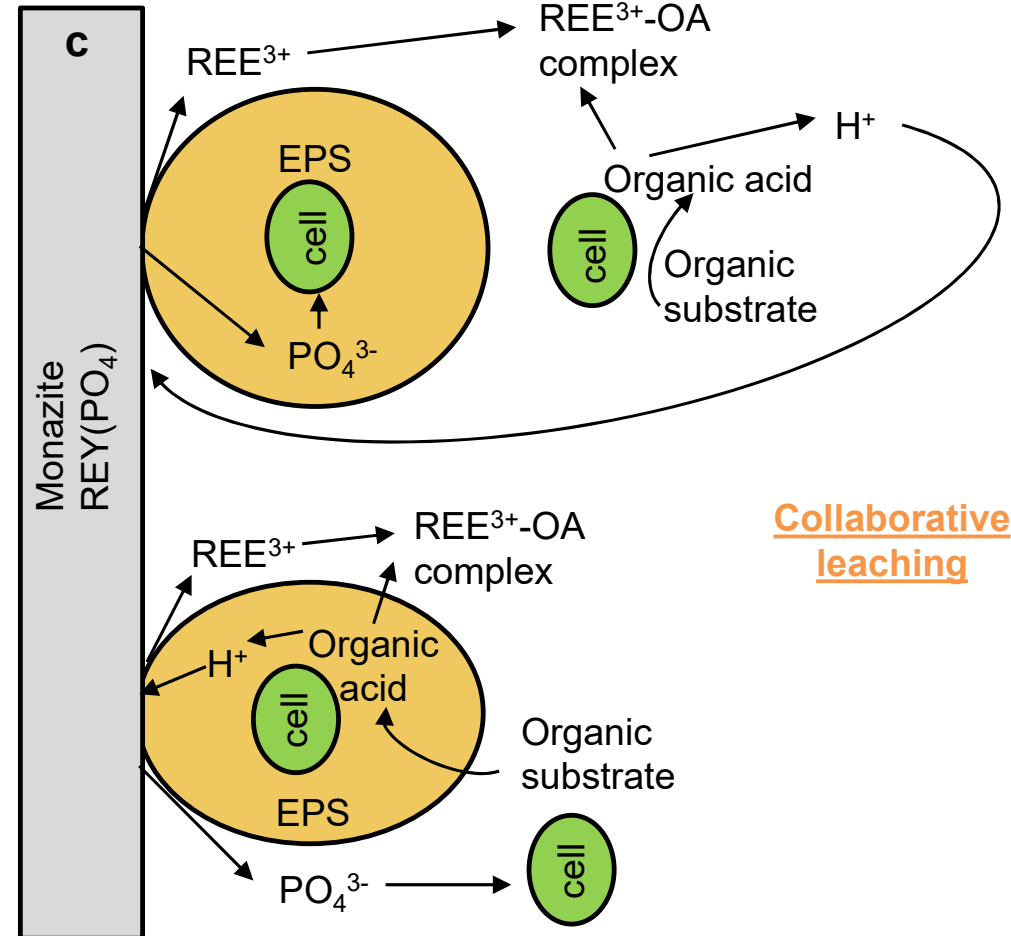 c
REE³⁺
REE³⁺-OA
complex
H⁺
EPS
cell
Organic acid
cell
Organic
substrate
PO₄³⁻
Monazite
REY(PO₄)
Collaborative
leaching
REE³⁺
REE³⁺-OA
complex
H⁺
Organic
acid
cell
EPS
Organic
substrate
PO₄³⁻
cell